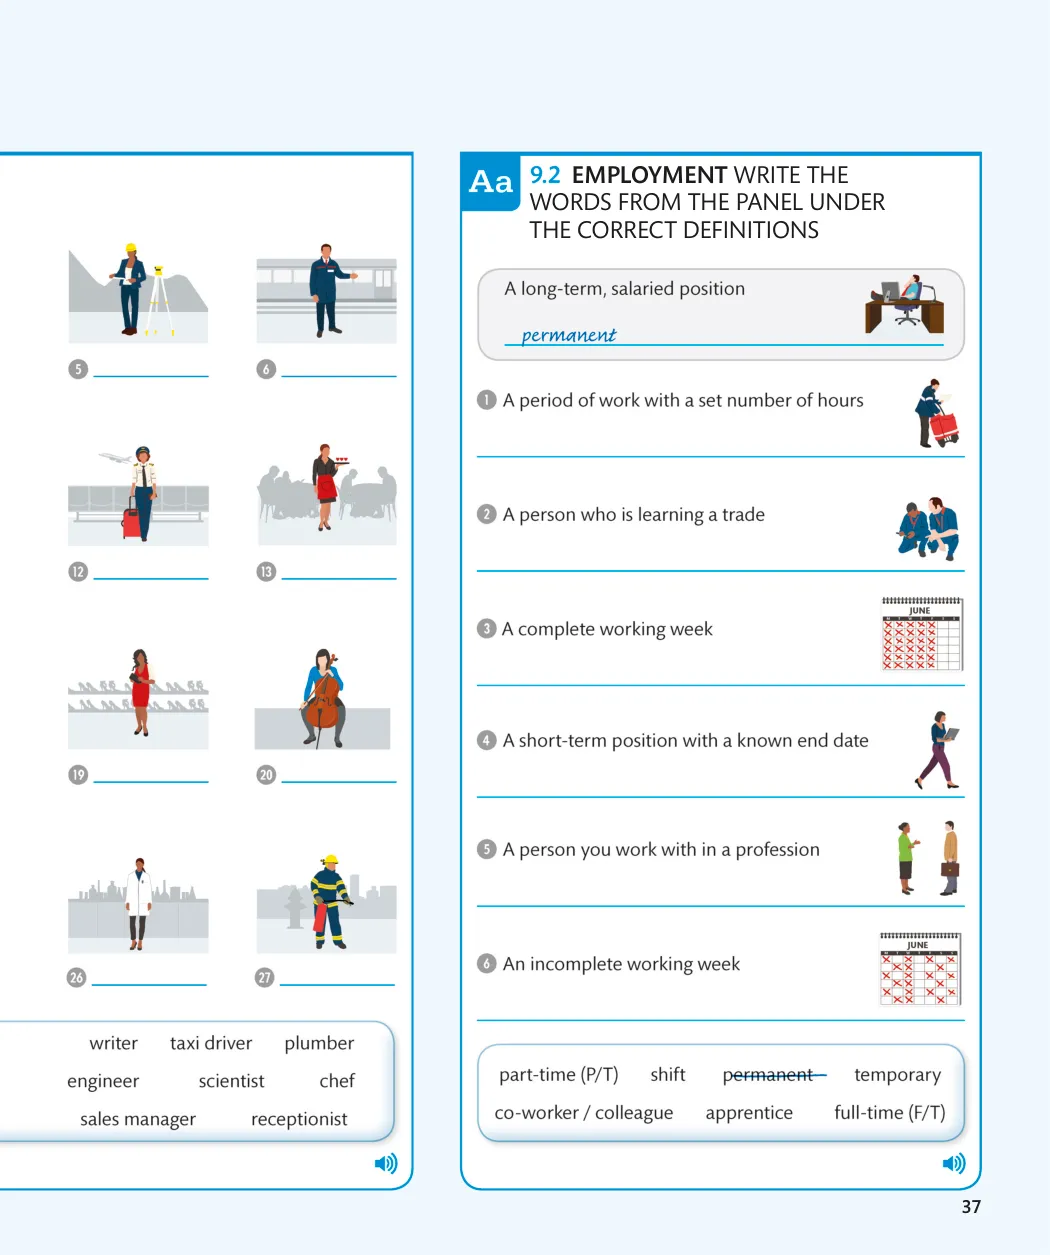 5
6
12
13
19
20
26
27
writer taxi driver plumber
engineer scientist chef
sales manager receptionist
Aa
9.2 EMPLOYMENT WRITE THE
WORDS FROM THE PANEL UNDER
THE CORRECT DEFINITIONS
A long-term, salaried position
permanent
1 A period of work with a set number of hours
2 A person who is learning a trade
3 A complete working week
JUNE
4 A short-term position with a known end date
5 A person you work with in a profession
6 An incomplete working week
JUNE
part-time (P/T) shift permanent temporary
co-worker / colleague apprentice full-time (F/T)
37